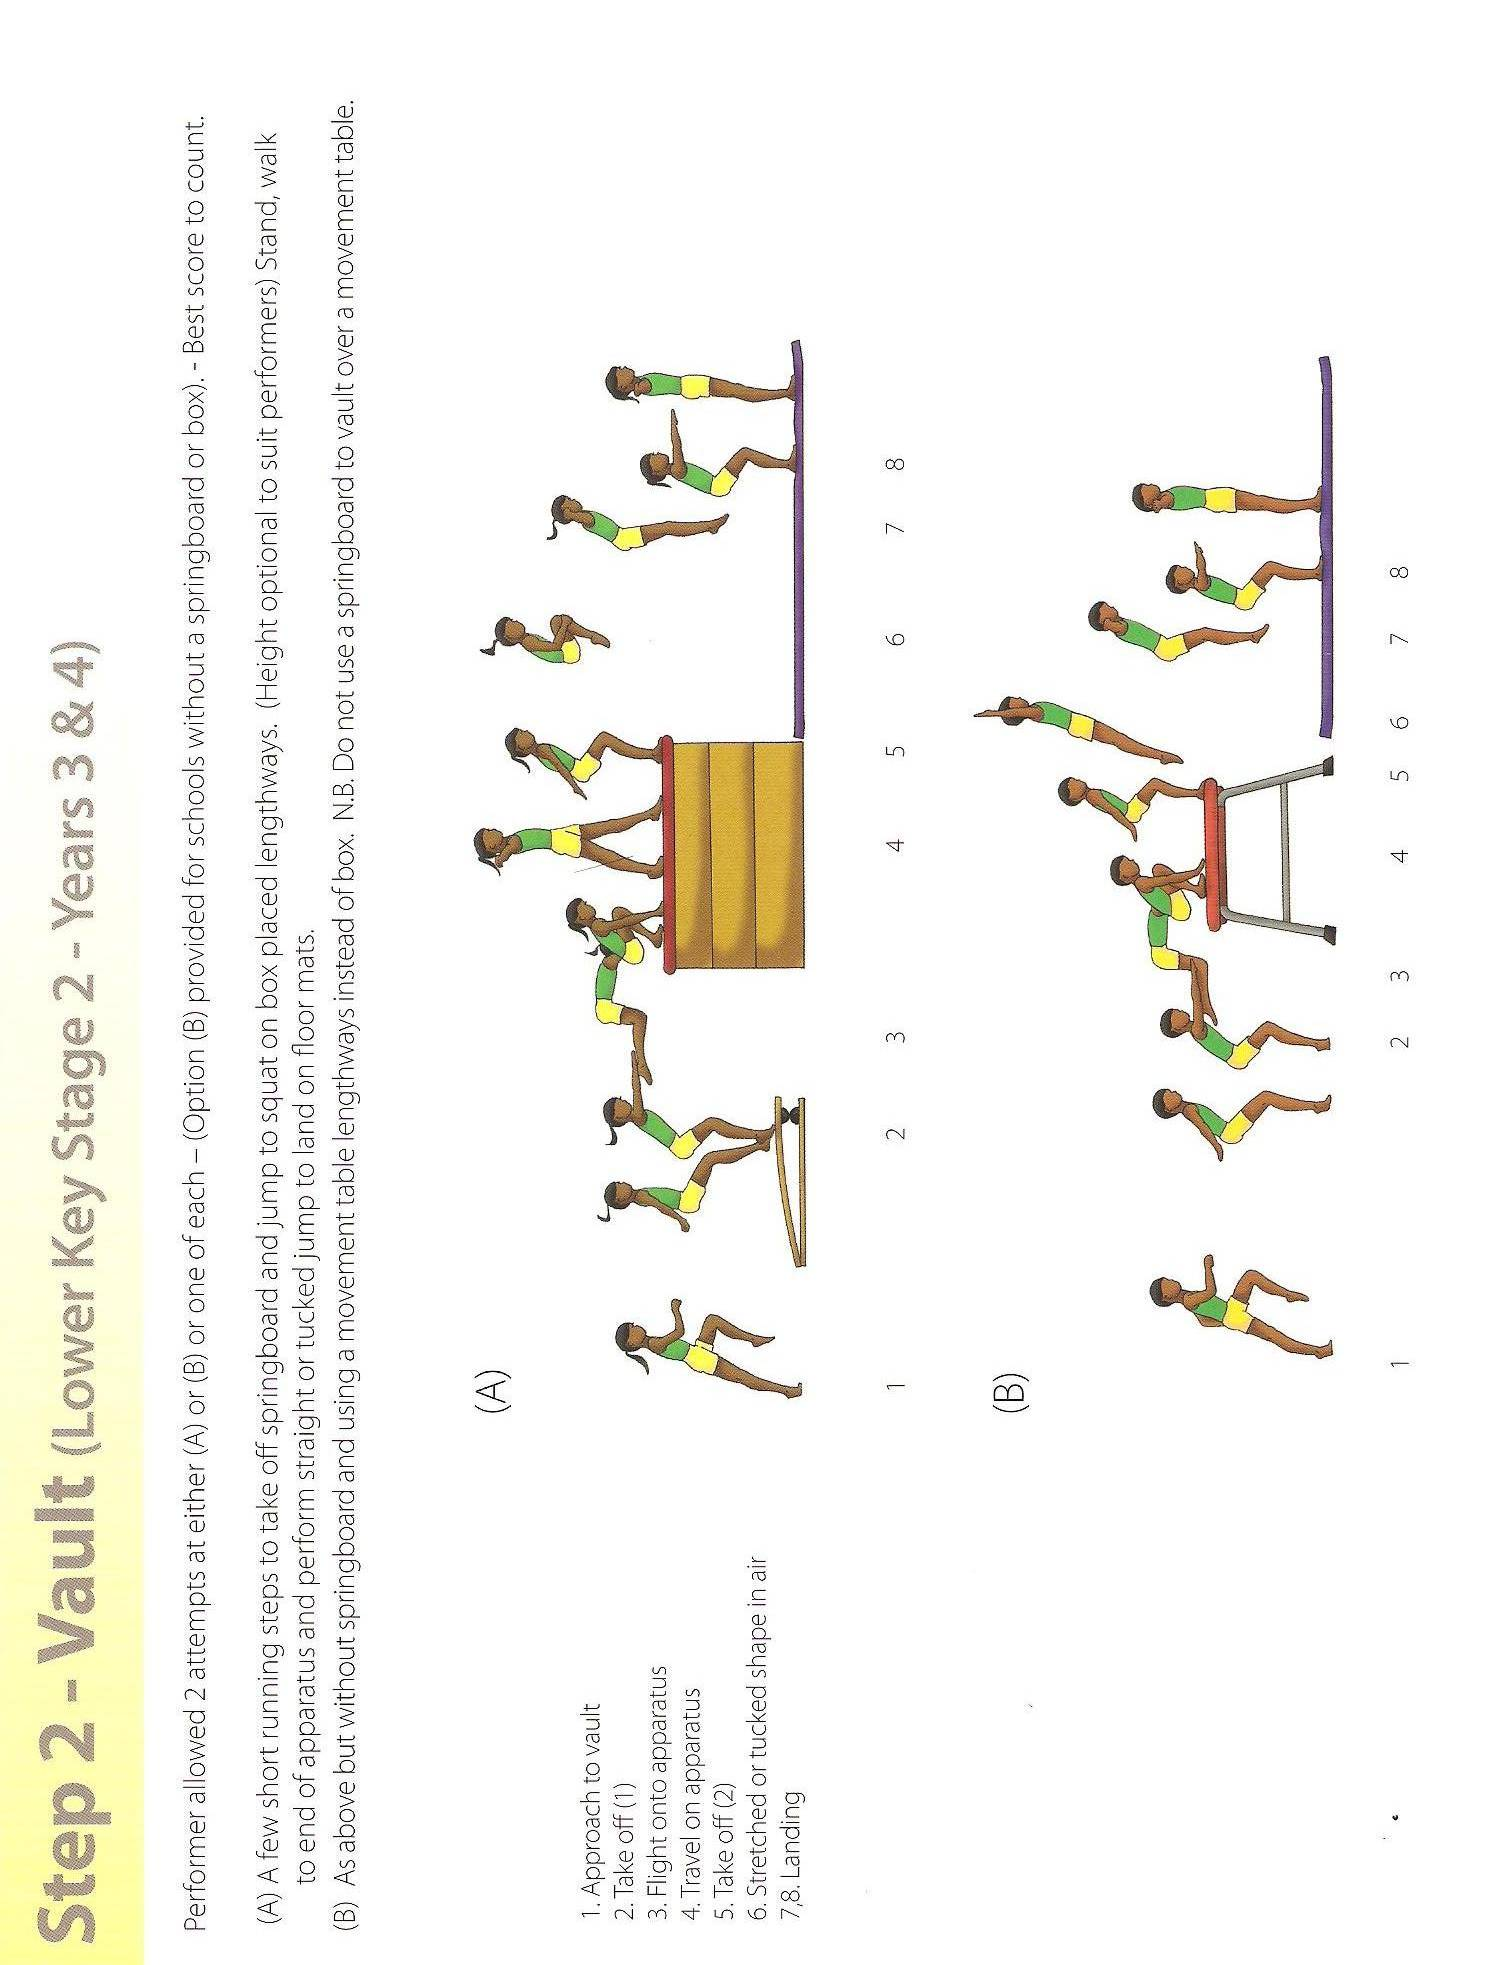 Step 2 - Vault (Lower Key Stage 2 - Years 3 & 4)
Performer allowed 2 attempts at either (A) or (B) or one of each – (Option (B) provided for schools without a springboard or box). - Best score to count.
(A) A few short running steps to take off springboard and jump to squat on box placed lengthways. (Height optional to suit performers) Stand, walk
to end of apparatus and perform straight or tucked jump to land on floor mats.
(B) As above but without springboard and using a movement table lengthways instead of box. N.B. Do not use a springboard to vault over a movement table.
(A)
1. Approach to vault
2. Take off (1)
3. Flight onto apparatus
4. Travel on apparatus
5. Take off (2)
6. Stretched or tucked shape in air
7,8. Landing
1 2 3 4 5 6 7 8
(B)
1 2 3 4 5 6 7 8